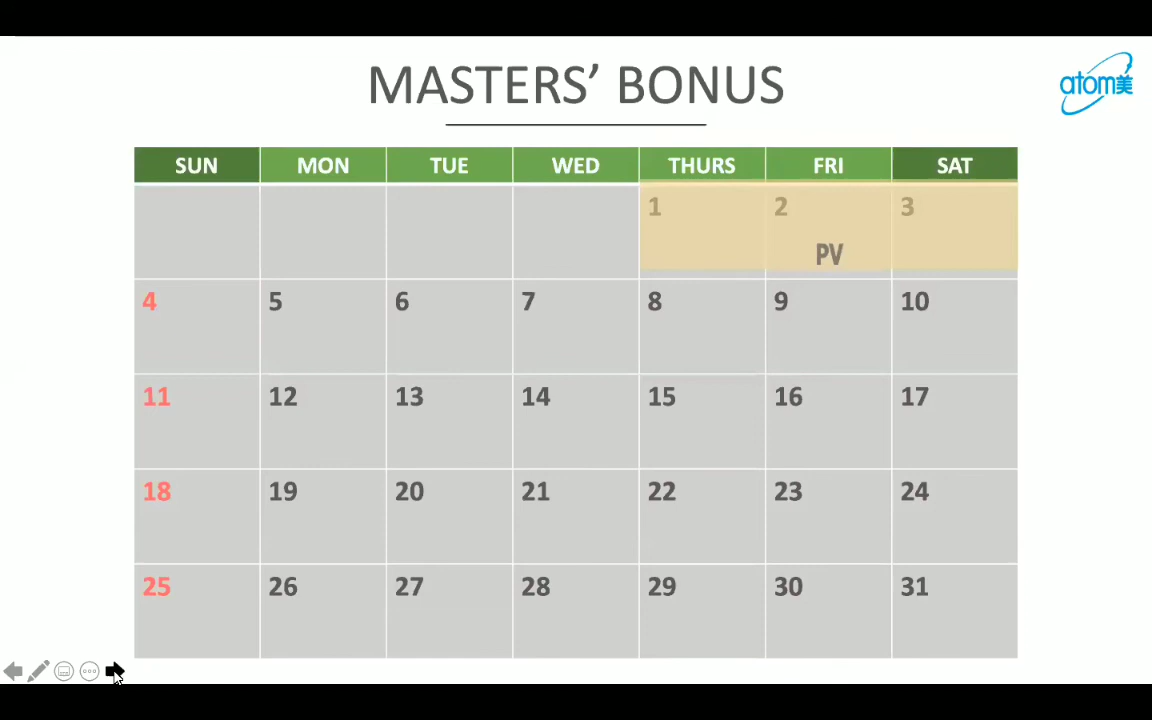 MASTERS’ BONUS
atom美
SUN MON TUE WED THURS FRI SAT
1 2 3
PV
4 5 6 7 8 9 10
11 12 13 14 15 16 17
18 19 20 21 22 23 24
25 26 27 28 29 30 31